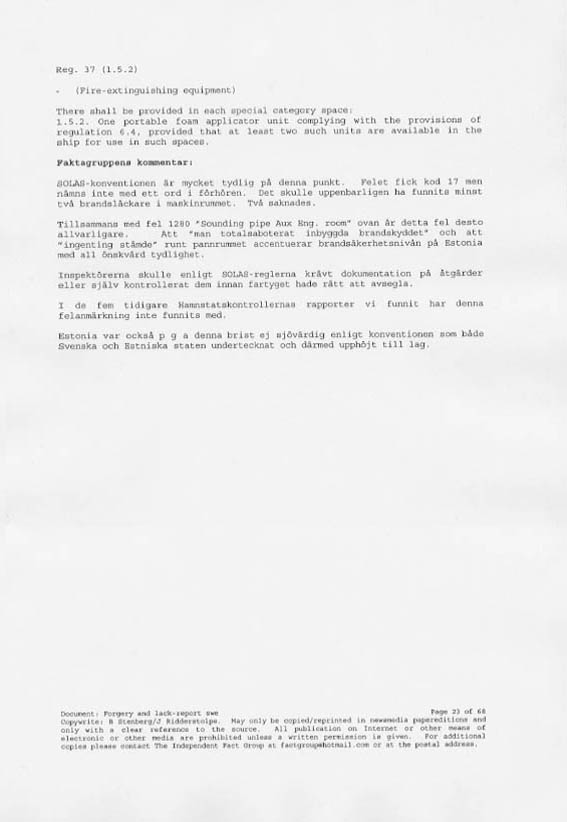 Reg. 37 (1.5.2)
- (Fire-extinguishing equipment)
There shall be provided in each special category space:
1.5.2. One portable foam applicator unit complying with the provisions of
regulation 6.4, provided that at least two such units are available in the
ship for use in such spaces.
Faktagruppens kommentar:
SOLAS-konventionen är mycket tydlig på denna punkt. Felet fick kod 17 men
nämns inte med ett ord i förhören. Det skulle uppenbarligen ha funnits minst
två brandsläckare i maskinrummet. Två saknades.
Tillsammans med fel 1280 "Sounding pipe Aux Eng. room" ovan är detta fel desto
allvarligare. Att "man totalsaboterat inbyggda brandskyddet" och att
"ingenting stämde" runt pannrummet accentuerar brandsäkerhetsnivån på Estonia
med all önskvärd tydlighet.
Inspektörerna skulle enligt SOLAS-reglerna krävt dokumentation på åtgärder
eller själv kontrollerat dem innan fartyget hade rätt att avsegla.
I de fem tidigare Hamnstatskontrollernas rapporter vi funnit har denna
felanmärkning inte funnits med.
Estonia var också p g a denna brist ej sjövärdig enligt konventionen som både
Svenska och Estniska staten undertecknat och därmed upphöjt till lag.
Document: Forgery and lack-report swe Page 23 of 68
Copywrite: B Stenberg/J Ridderstolpe. May only be copied/reprinted in newsmedia papereditions and
only with a clear reference to the source. All publication on Internet or other means of
electronic or other media are prohibited unless a written permission is given. For additional
copies please contact The Independent Fact Group at factgroup@hotmail.com or at the postal address.